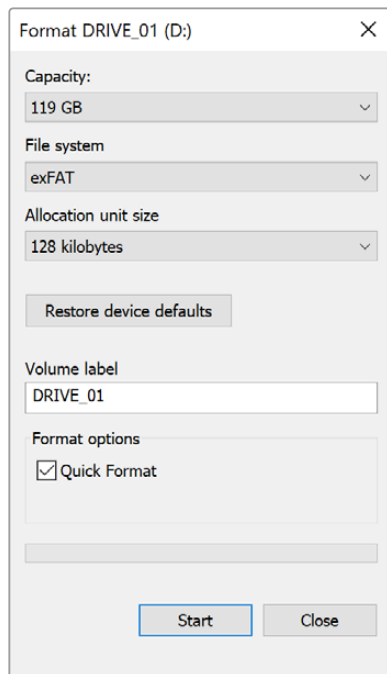 Format DRIVE_01 (D:)
Capacity:
119 GB
File system
exFAT
Allocation unit size
128 kilobytes
Restore device defaults
Volume label
DRIVE_01
Format options
Quick Format
Start Close